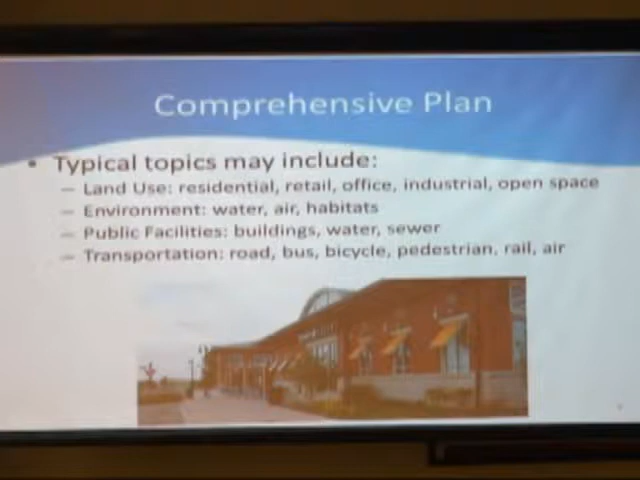 Comprehensive Plan
• Typical topics may include:
– Land Use: residential, retail, office, industrial, open space
– Environment: water, air, habitats
– Public Facilities: buildings, water, sewer
– Transportation: road, bus, bicycle, pedestrian, rail, air